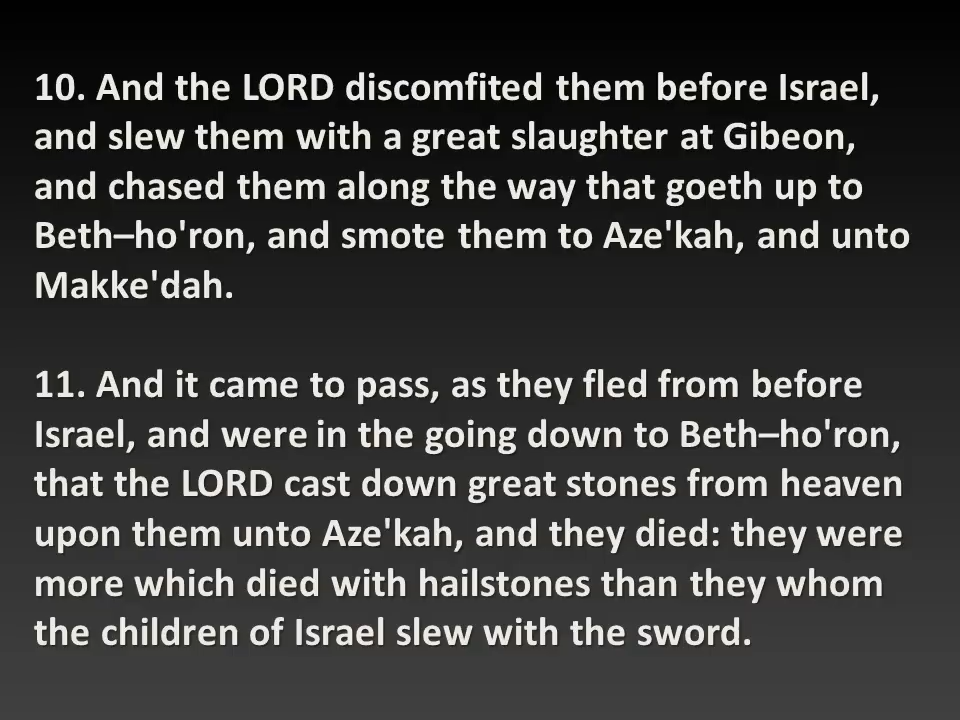 10. And the LORD discomfited them before Israel,
and slew them with a great slaughter at Gibeon,
and chased them along the way that goeth up to
Beth–ho'ron, and smote them to Aze'kah, and unto
Makke'dah.
11. And it came to pass, as they fled from before
Israel, and were in the going down to Beth–ho'ron,
that the LORD cast down great stones from heaven
upon them unto Aze'kah, and they died: they were
more which died with hailstones than they whom
the children of Israel slew with the sword.